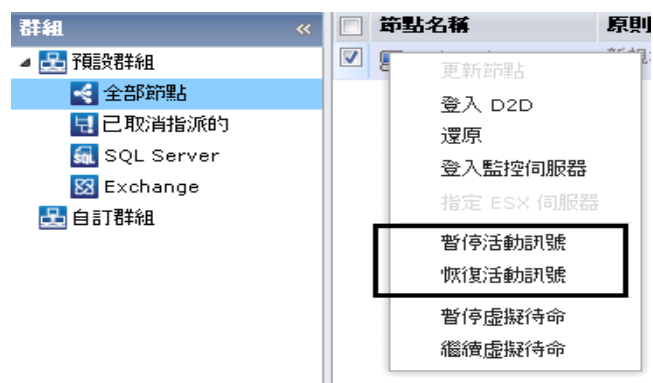 群組 «
節點名稱 原則
預設群組
全部節點
已取消指派的
SQL Server
Exchange
自訂群組
更新節點
登入 D2D
還原
登入監控伺服器
指定 ESX 伺服器
暫停活動訊號
恢復活動訊號
暫停虛擬待命
繼續虛擬待命